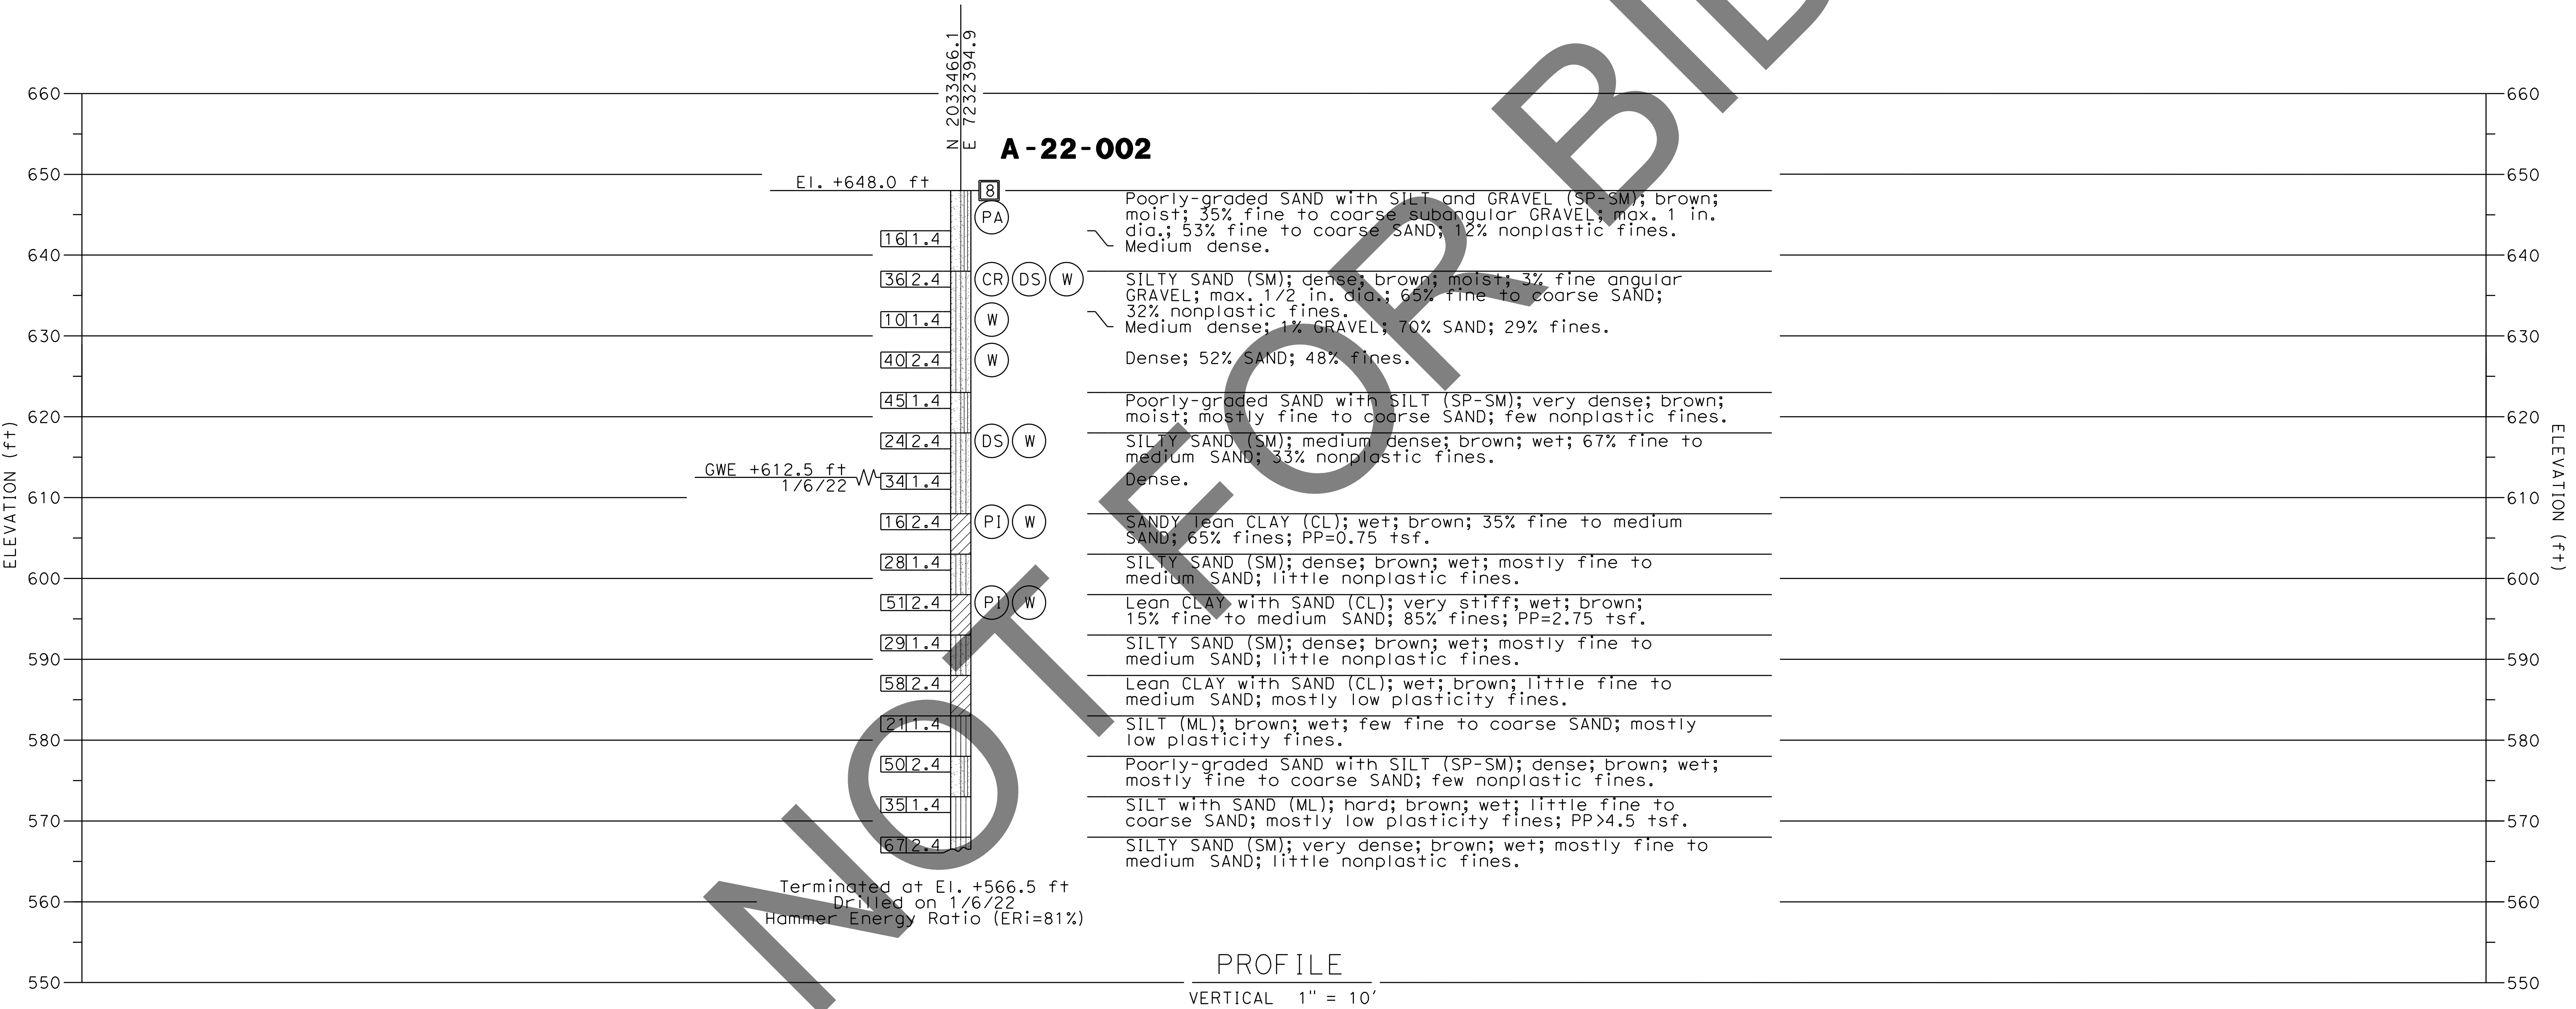 N 2033466.1
E 7232394.9
A-22-002
660
660
650
650
El. +648.0 ft
8
PA
Poorly-graded SAND with SILT and GRAVEL (SP-SM); brown;
moist; 35% fine to coarse subangular GRAVEL; max. 1 in.
dia.; 53% fine to coarse SAND; 12% nonplastic fines.
Medium dense.
16 1.4
640
640
36 2.4
CR DS W
SILTY SAND (SM); dense; brown; moist; 3% fine angular
GRAVEL; max. 1/2 in. dia.; 65% fine to coarse SAND;
32% nonplastic fines.
Medium dense; 1% GRAVEL; 70% SAND; 29% fines.
10 1.4
W
630
630
40 2.4
W
Dense; 52% SAND; 48% fines.
45 1.4
Poorly-graded SAND with SILT (SP-SM); very dense; brown;
moist; mostly fine to coarse SAND; few nonplastic fines.
620
620
24 2.4
DS W
SILTY SAND (SM); medium dense; brown; wet; 67% fine to
medium SAND; 33% nonplastic fines.
GWE +612.5 ft
1/6/22
34 1.4
Dense.
610
610
16 2.4
PI W
SANDY lean CLAY (CL); wet; brown; 35% fine to medium
SAND; 65% fines; PP=0.75 tsf.
28 1.4
SILTY SAND (SM); dense; brown; wet; mostly fine to
medium SAND; little nonplastic fines.
600
600
51 2.4
PI W
Lean CLAY with SAND (CL); very stiff; wet; brown;
15% fine to medium SAND; 85% fines; PP=2.75 tsf.
29 1.4
SILTY SAND (SM); dense; brown; wet; mostly fine to
medium SAND; little nonplastic fines.
590
590
58 2.4
Lean CLAY with SAND (CL); wet; brown; little fine to
medium SAND; mostly low plasticity fines.
21 1.4
SILT (ML); brown; wet; few fine to coarse SAND; mostly
low plasticity fines.
580
580
50 2.4
Poorly-graded SAND with SILT (SP-SM); dense; brown; wet;
mostly fine to coarse SAND; few nonplastic fines.
35 1.4
SILT with SAND (ML); hard; brown; wet; little fine to
coarse SAND; mostly low plasticity fines; PP>4.5 tsf.
570
570
67 2.4
SILTY SAND (SM); very dense; brown; wet; mostly fine to
medium SAND; little nonplastic fines.
Terminated at El. +566.5 ft
Drilled on 1/6/22
Hammer Energy Ratio (ERi=81%)
560
560
550
550
ELEVATION (ft)
ELEVATION (ft)
PROFILE
VERTICAL 1" = 10'
NOT FOR BID